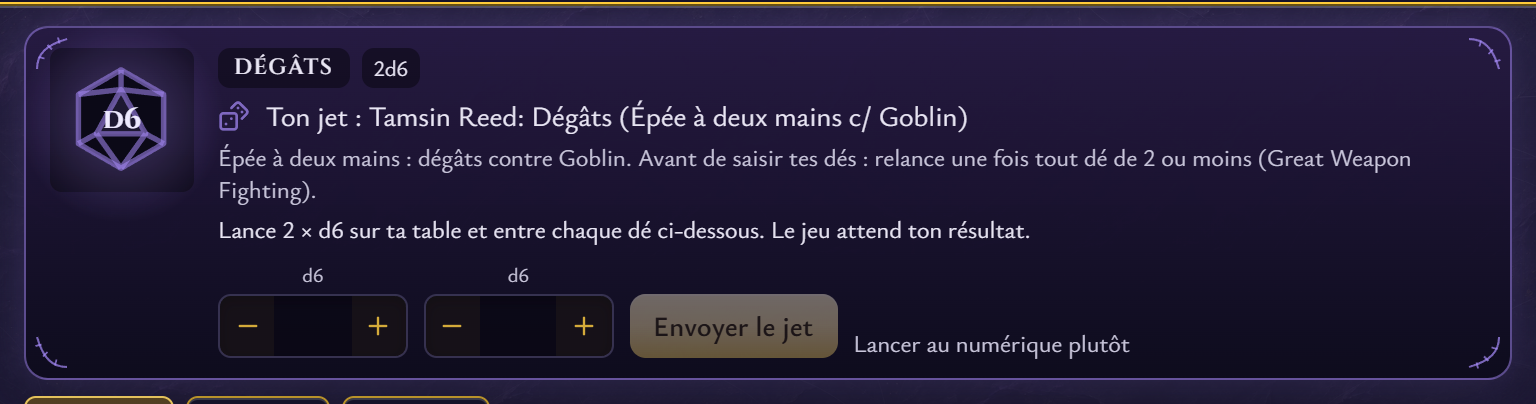 DÉGÂTS 2d6
D6
Ton jet : Tamsin Reed: Dégâts (Épée à deux mains c/ Goblin)
Épée à deux mains : dégâts contre Goblin. Avant de saisir tes dés : relance une fois tout dé de 2 ou moins (Great Weapon
Fighting).
Lance 2 × d6 sur ta table et entre chaque dé ci-dessous. Le jeu attend ton résultat.
d6 d6
− + − + Envoyer le jet Lancer au numérique plutôt